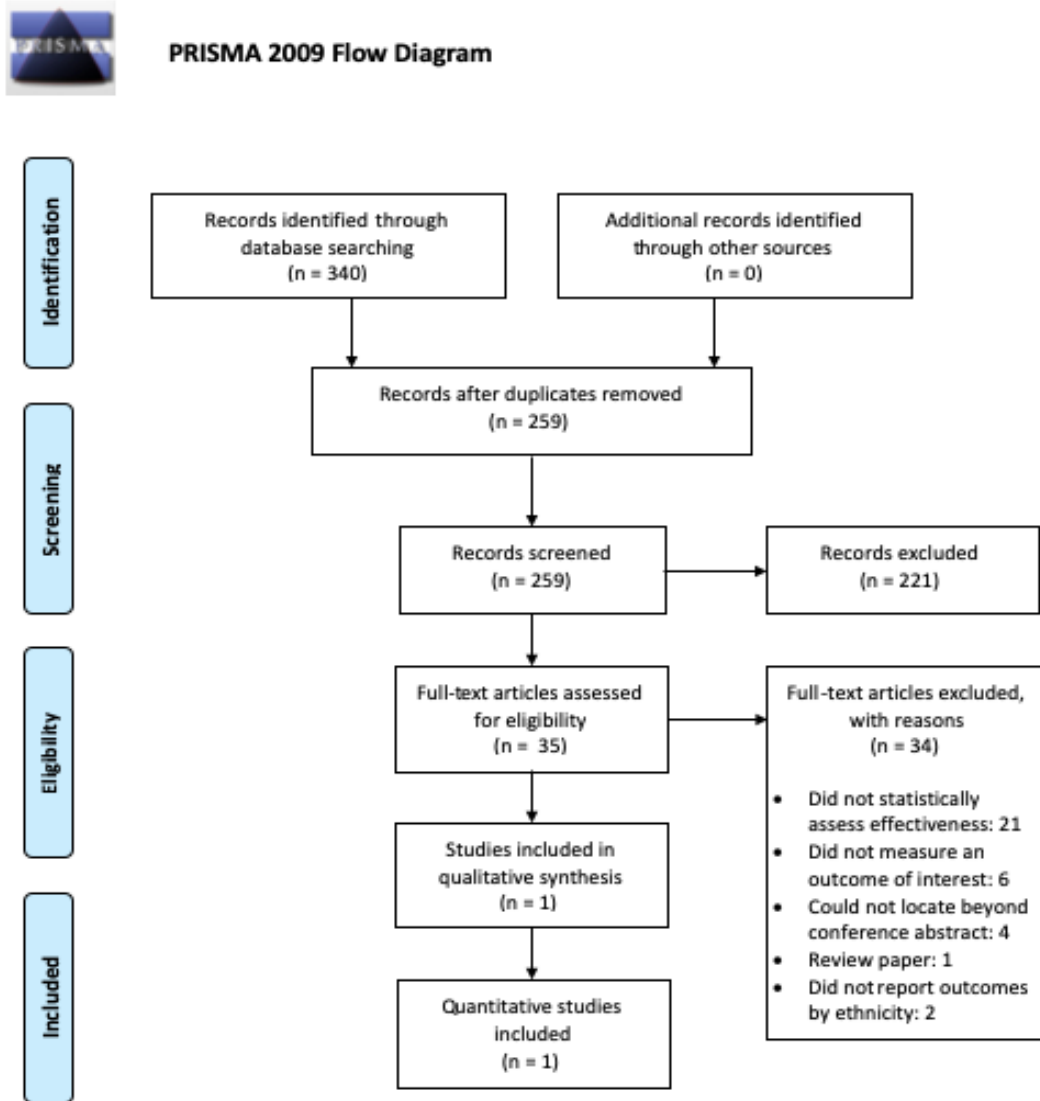 PRISMA
PRISMA 2009 Flow Diagram
Identification
Records identified through
database searching
(n = 340)
Additional records identified
through other sources
(n = 0)
Records after duplicates removed
(n = 259)
Screening
Records screened
(n = 259)
Records excluded
(n = 221)
Eligibility
Full-text articles assessed
for eligibility
(n = 35)
Full-text articles excluded,
with reasons
(n = 34)
• Did not statistically
assess effectiveness: 21
• Did not measure an
outcome of interest: 6
• Could not locate beyond
conference abstract: 4
• Review paper: 1
• Did not report outcomes
by ethnicity: 2
Studies included in
qualitative synthesis
(n = 1)
Included
Quantitative studies
included
(n = 1)